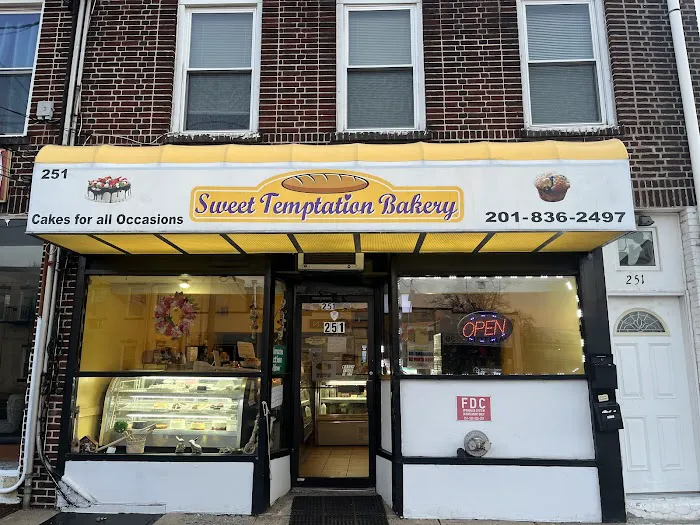 251
Cakes for all Occasions
Sweet Temptation Bakery
201-836-2497
251
251
251
OPEN
FDC